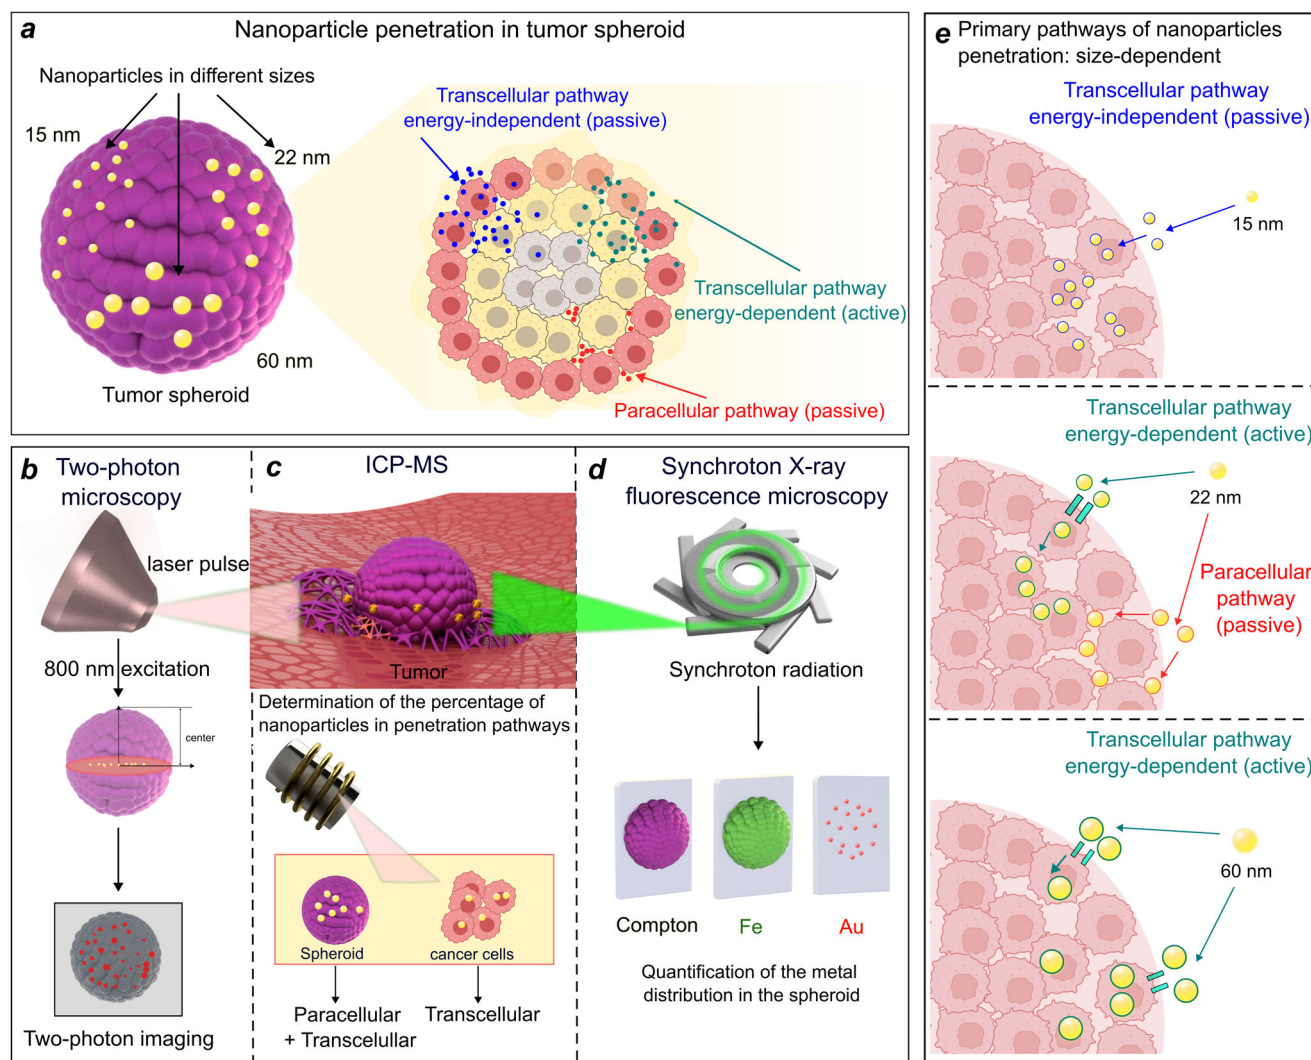 a
Nanoparticle penetration in tumor spheroid
Nanoparticles in different sizes
15 nm
22 nm
60 nm
Tumor spheroid
Transcellular pathway
energy-independent (passive)
Transcellular pathway
energy-dependent (active)
Paracellular pathway (passive)
b
Two-photon
microscopy
laser pulse
800 nm excitation
center
Two-photon imaging
c
ICP-MS
Tumor
Determination of the percentage of
nanoparticles in penetration pathways
Spheroid
cancer cells
Paracellular
+ Transcelullar
Transcellular
d
Synchroton X-ray
fluorescence microscopy
Synchroton radiation
Compton
Fe
Au
Quantification of the metal
distribution in the spheroid
e
Primary pathways of nanoparticles
penetration: size-dependent
Transcellular pathway
energy-independent (passive)
15 nm
Transcellular pathway
energy-dependent (active)
22 nm
Paracellular
pathway
(passive)
Transcellular pathway
energy-dependent (active)
60 nm